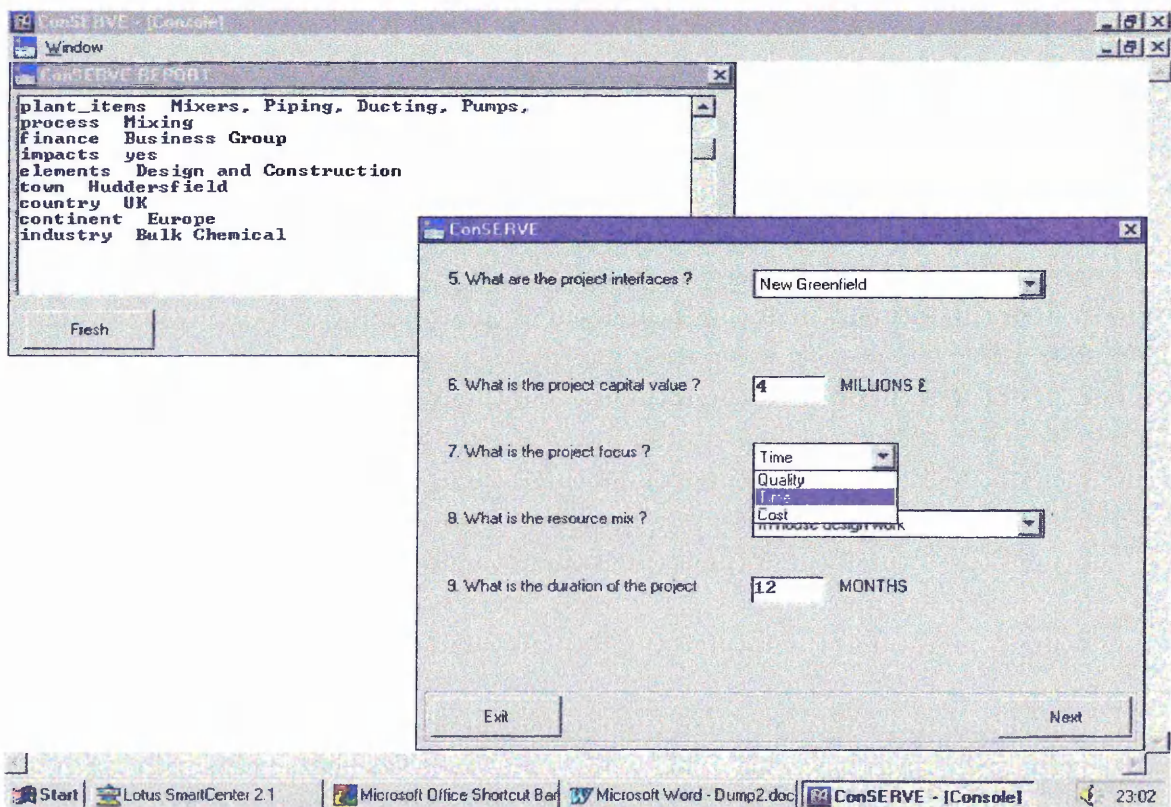 ConSERVE - [Console]
Window
ConSERVE REPORT
plant_items Mixers, Piping, Ducting, Pumps,
process Mixing
finance Business Group
impacts yes
elements Design and Construction
town Huddersfield
country UK
continent Europe
industry Bulk Chemical
Fresh
ConSERVE
5. What are the project interfaces ?
New Greenfield
6. What is the project capital value ?
4 MILLIONS £
7. What is the project focus ?
Time
Quality
Time
Cost
8. What is the resource mix ?
In house design work
9. What is the duration of the project
12 MONTHS
Exit
Next
Start
Lotus SmartCenter 2.1
Microsoft Office Shortcut Bar
Microsoft Word - Dump2.doc
ConSERVE - [Console]
23:02